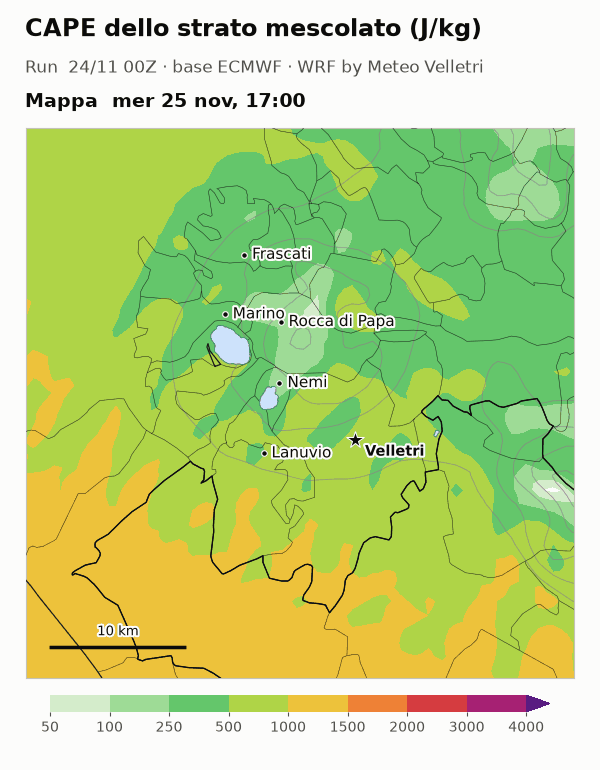 CAPE dello strato mescolato (J/kg)
Run  24/11 00Z · base ECMWF · WRF by Meteo Velletri
Mappa  mer 25 nov, 17:00
Frascati
Marino
Rocca di Papa
Nemi
Velletri
Lanuvio
10 km
50 100 250 500 1000 1500 2000 3000 4000